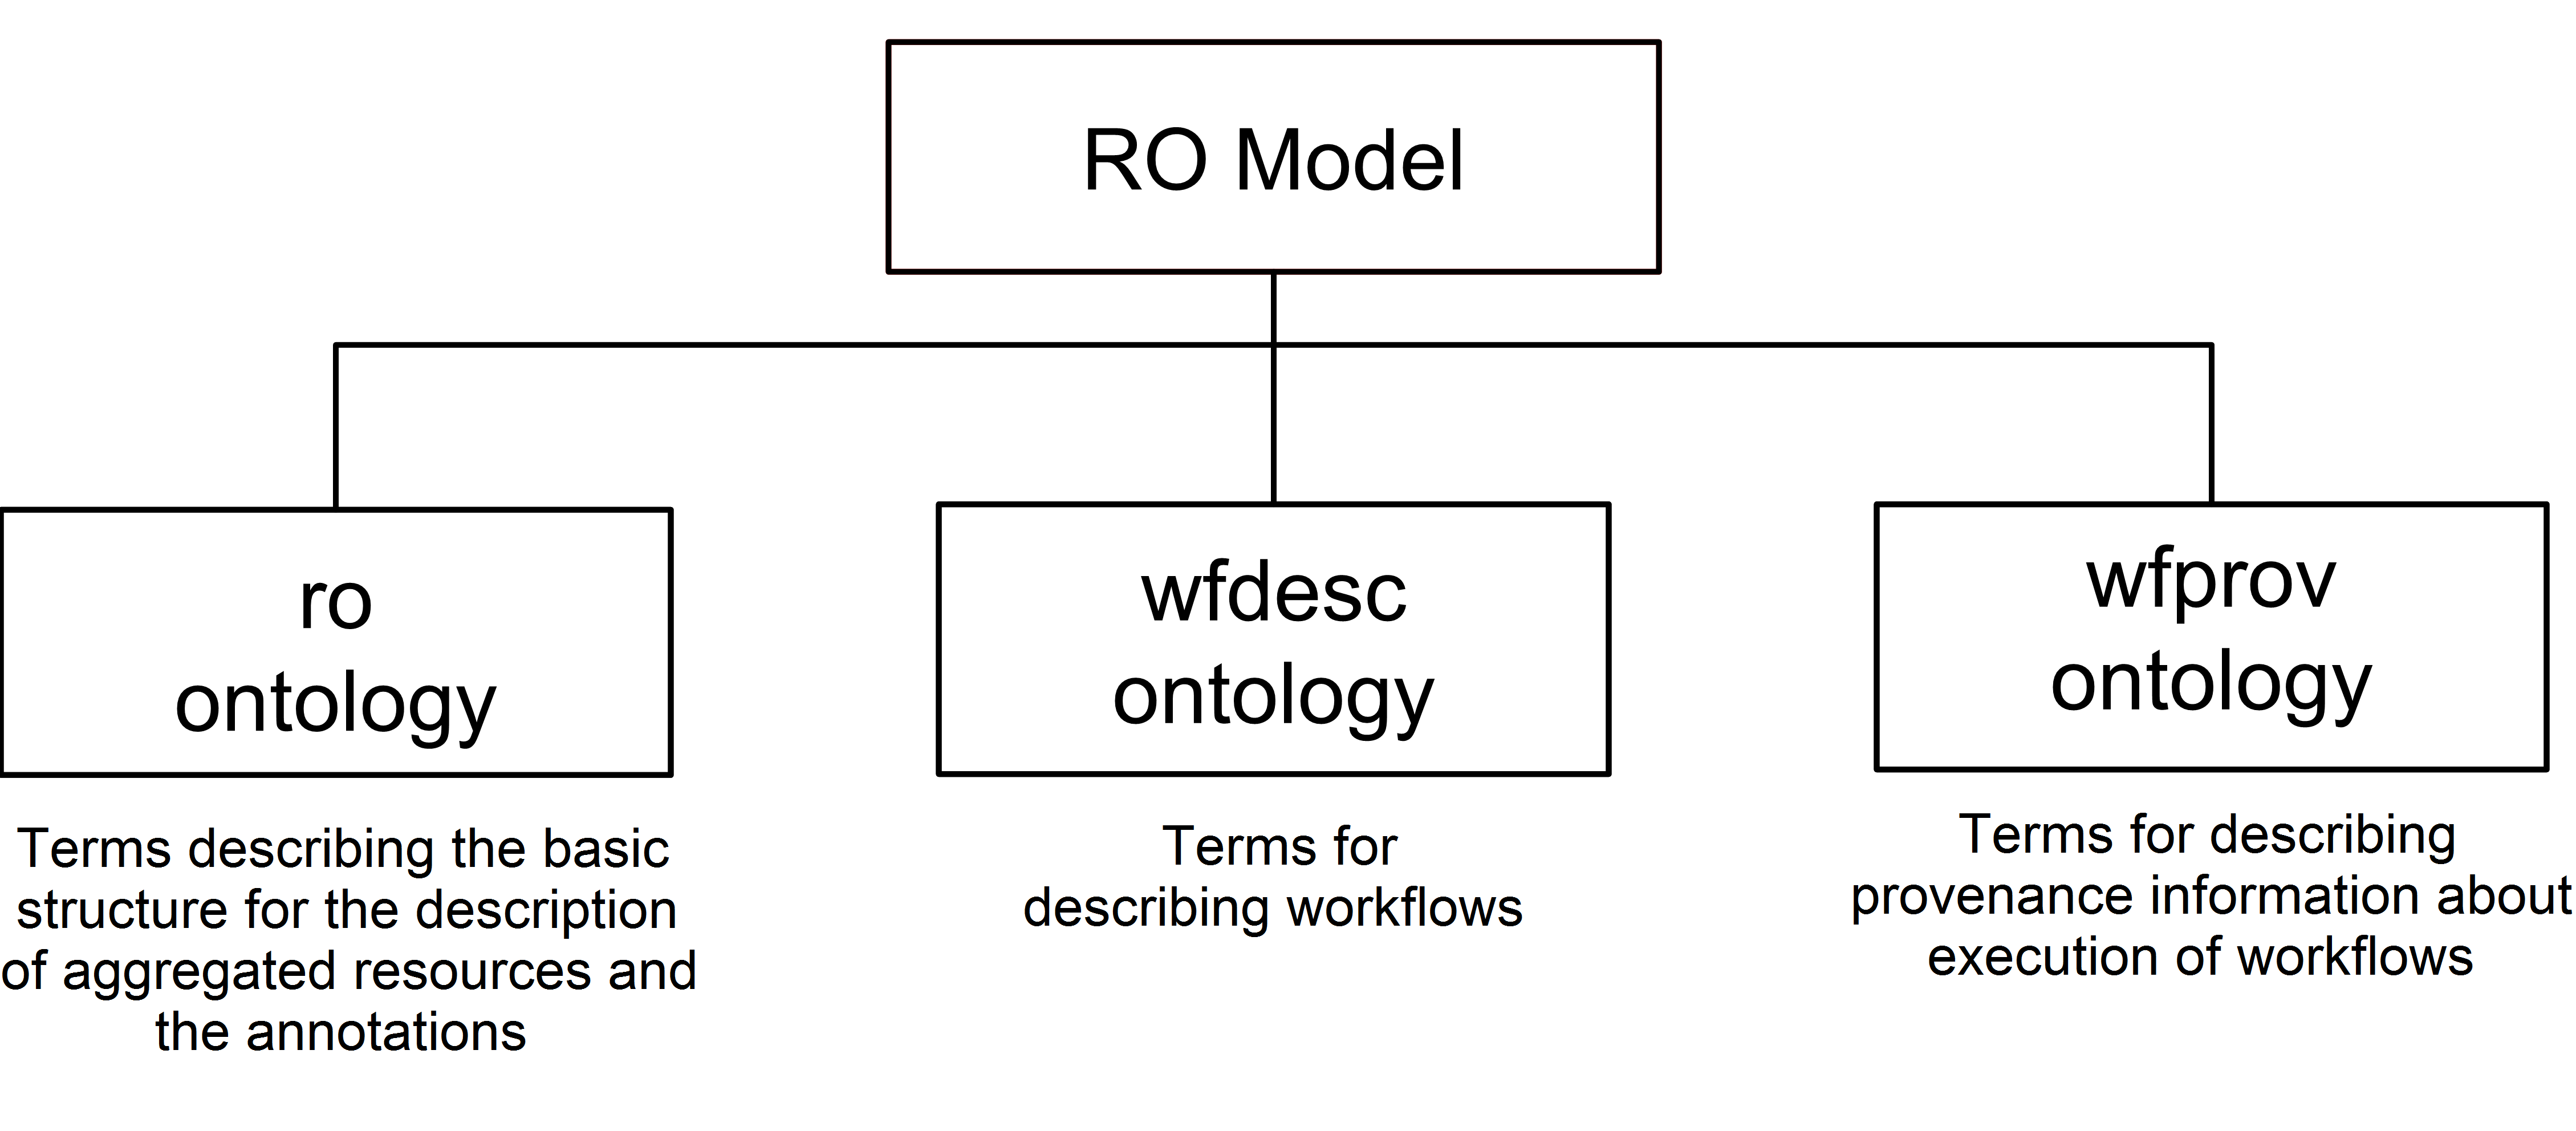 RO Model
ro
ontology
Terms describing the basic
structure for the description
of aggregated resources and
the annotations
wfdesc
ontology
Terms for
describing workflows
wfprov
ontology
Terms for describing
provenance information about
execution of workflows